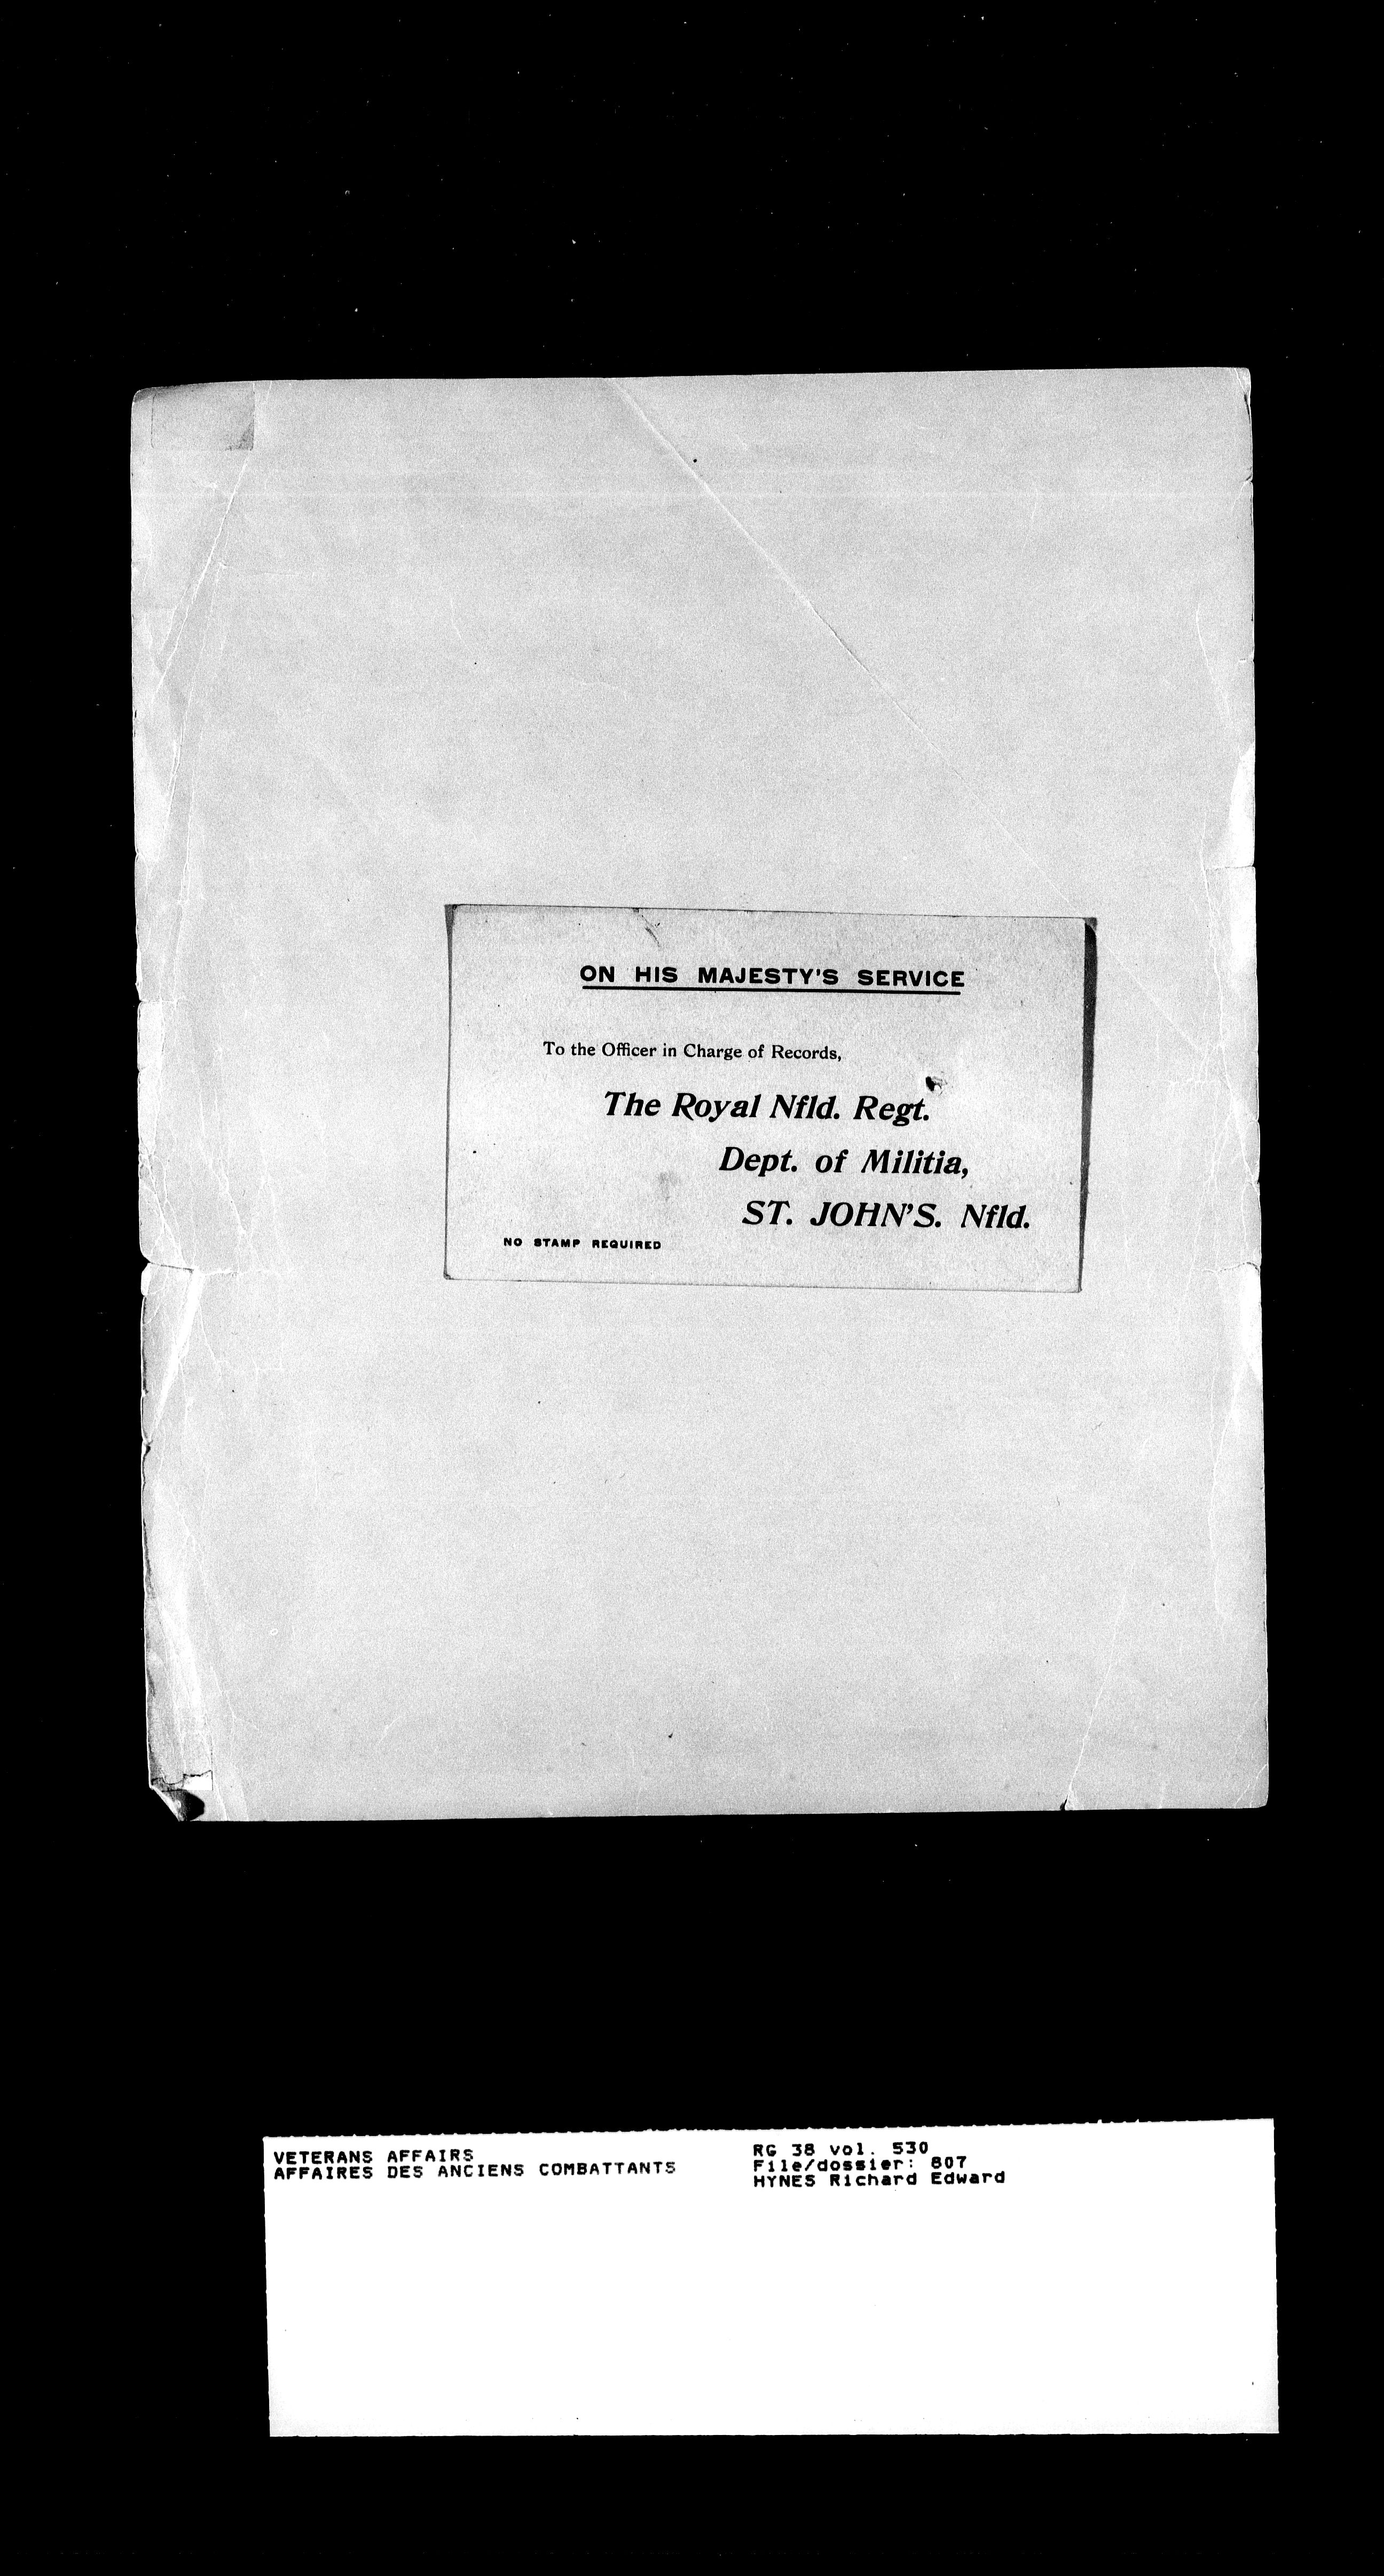 ON HIS MAJESTY'S SERVICE
To the Officer in Charge of Records,
The Royal Nfld. Regt.
Dept. of Militia,
ST. JOHN'S. Nfld.
NO STAMP REQUIRED
VETERANS AFFAIRS
AFFAIRES DES ANCIENS COMBATTANTS
RG 38 vol. 530
File/dossier: 807
HYNES Richard Edward